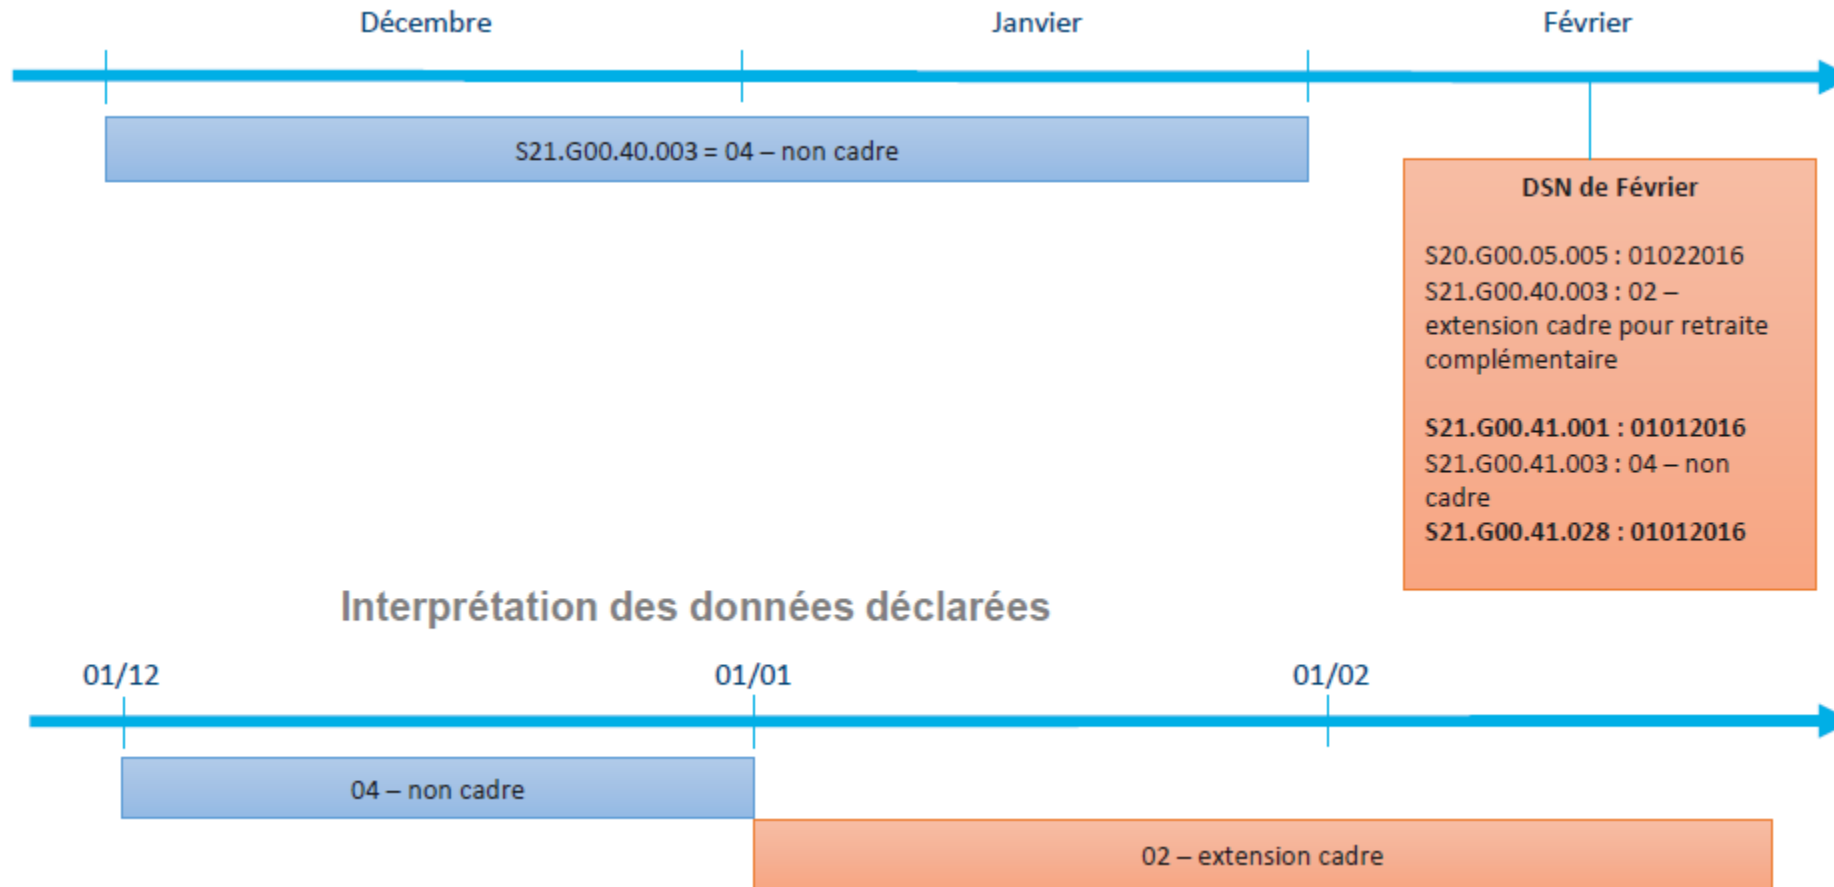 Décembre
Janvier
Février
S21.G00.40.003 = 04 – non cadre
DSN de Février
S20.G00.05.005 : 01022016
S21.G00.40.003 : 02 –
extension cadre pour retraite
complémentaire
S21.G00.41.001 : 01012016
S21.G00.41.003 : 04 – non
cadre
S21.G00.41.028 : 01012016
Interprétation des données déclarées
01/12
01/01
01/02
04 – non cadre
02 – extension cadre